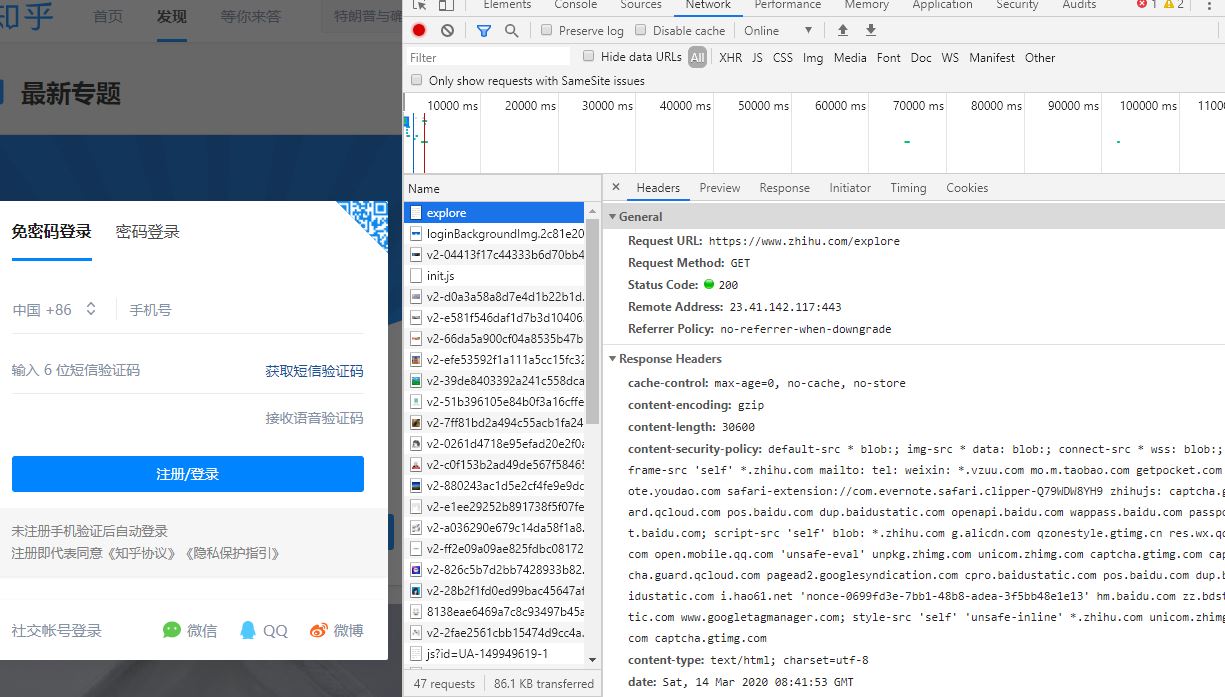 知乎
首页
发现
等你来答
特朗普与确
最新专题
免密码登录
密码登录
中国 +86
手机号
输入 6 位短信验证码
获取短信验证码
接收语音验证码
注册/登录
未注册手机验证后自动登录
注册即代表同意《知乎协议》《隐私保护指引》
社交帐号登录
微信
QQ
微博
Elements
Console
Sources
Network
Performance
Memory
Application
Security
Audits
1
2
Preserve log
Disable cache
Online
Filter
Hide data URLs
All
XHR
JS
CSS
Img
Media
Font
Doc
WS
Manifest
Other
Only show requests with SameSite issues
10000 ms
20000 ms
30000 ms
40000 ms
50000 ms
60000 ms
70000 ms
80000 ms
90000 ms
100000 ms
11000
Name
explore
loginBackgroundImg.2c81e20
v2-04413f17c44333b6d70bb4
init.js
v2-d0a3a58a8d7e4d1b22b1d.
v2-e581f546daf1d7b3d10406.
v2-66da5a900cf04a8535b47b
v2-efe53592f1a111a5cc15fc32
v2-39de8403392a241c558dca
v2-51b396105e84b0f3a16cffe
v2-7ff81bd2a494c55acb1fa24
v2-0261d4718e95efad20e2f0a
v2-c0f153b2ad49de567f58465
v2-880243ac1d5e2cf4fe9e9dc
v2-e1ee29252b891738f5f07fe
v2-a036290e679c14da58f1a8.
v2-ff2e09a09ae825fdbc08172
v2-826c5b7d2bb7428933b82.
v2-28b2f1fd0ed99bac45647af
8138eae6469a7c8c93497b45a
v2-2fae2561cbb15474d9cc4a.
js?id=UA-149949619-1
47 requests
86.1 KB transferred
Headers
Preview
Response
Initiator
Timing
Cookies
General
Request URL: https://www.zhihu.com/explore
Request Method: GET
Status Code: 200
Remote Address: 23.41.142.117:443
Referrer Policy: no-referrer-when-downgrade
Response Headers
cache-control: max-age=0, no-cache, no-store
content-encoding: gzip
content-length: 30600
content-security-policy: default-src * blob:; img-src * data: blob:; connect-src * wss: blob:;
frame-src 'self' *.zhihu.com mailto: tel: weixin: *.vzuu.com mo.m.taobao.com getpocket.com
ote.youdao.com safari-extension://com.evernote.safari.clipper-Q79WDW8YH9 zhihujs: captcha.g
ard.qcloud.com pos.baidu.com dup.baidustatic.com openapi.baidu.com wappass.baidu.com passpo
t.baidu.com; script-src 'self' blob: *.zhihu.com g.alicdn.com qzonestyle.gtimg.cn res.wx.qq
com open.mobile.qq.com 'unsafe-eval' unpkg.zhimg.com unicom.zhimg.com captcha.gtimg.com cap
cha.guard.qcloud.com pagead2.googlesyndication.com cpro.baidustatic.com pos.baidu.com dup.b
idustatic.com i.hao61.net 'nonce-0699fd3e-7bb1-48b8-adea-3f5bb48e1e13' hm.baidu.com zz.bdst
tic.com www.googletagmanager.com; style-src 'self' 'unsafe-inline' *.zhihu.com unicom.zhimg
com captcha.gtimg.com
content-type: text/html; charset=utf-8
date: Sat, 14 Mar 2020 08:41:53 GMT